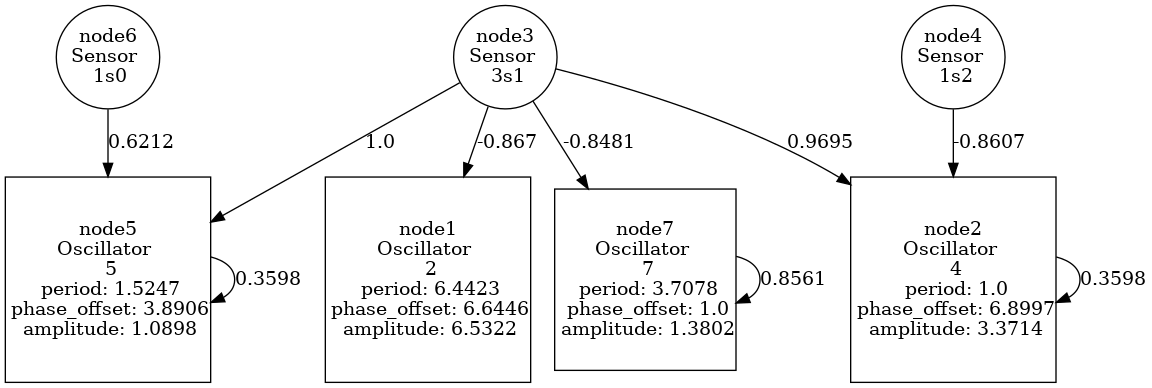 node6
Sensor
1s0
node3
Sensor
3s1
node4
Sensor
1s2
0.6212
1.0
-0.867
-0.8481
0.9695
-0.8607
node5
Oscillator
5
period: 1.5247
phase_offset: 3.8906
amplitude: 1.0898
0.3598
node1
Oscillator
2
period: 6.4423
phase_offset: 6.6446
amplitude: 6.5322
node7
Oscillator
7
period: 3.7078
phase_offset: 1.0
amplitude: 1.3802
0.8561
node2
Oscillator
4
period: 1.0
phase_offset: 6.8997
amplitude: 3.3714
0.3598